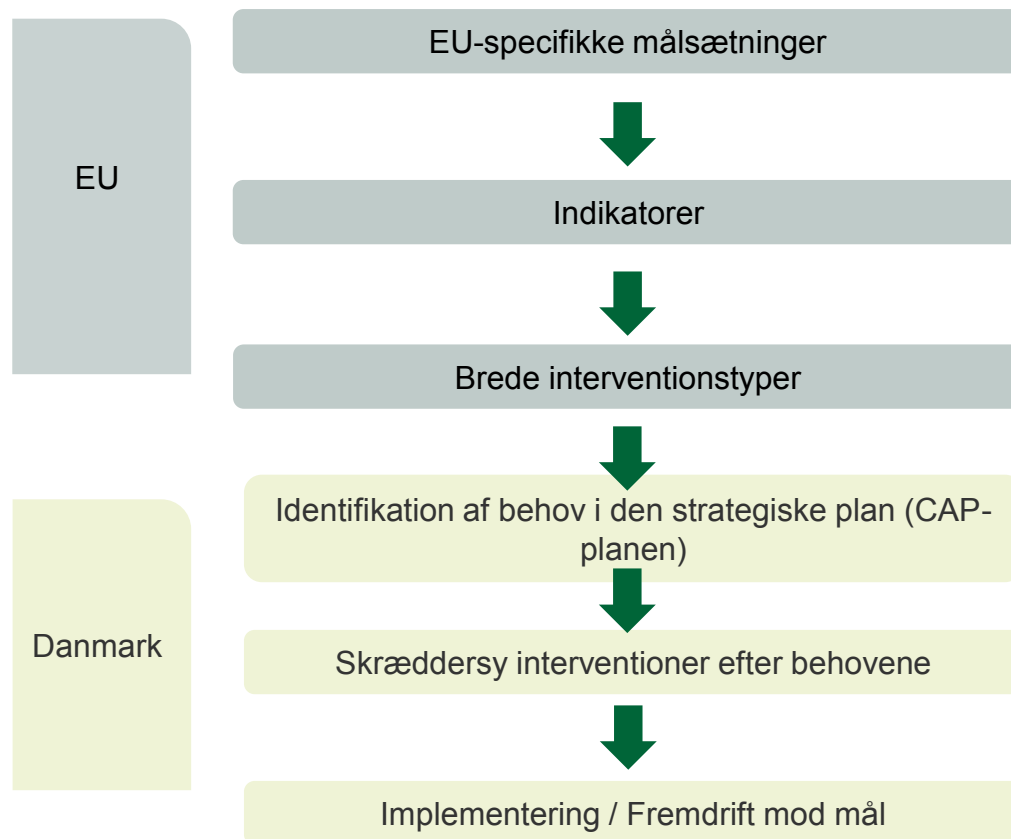 EU-specifikke målsætninger
EU
Indikatorer
Brede interventionstyper
Identifikation af behov i den strategiske plan (CAP-
planen)
Danmark
Skræddersy interventioner efter behovene
Implementering / Fremdrift mod mål